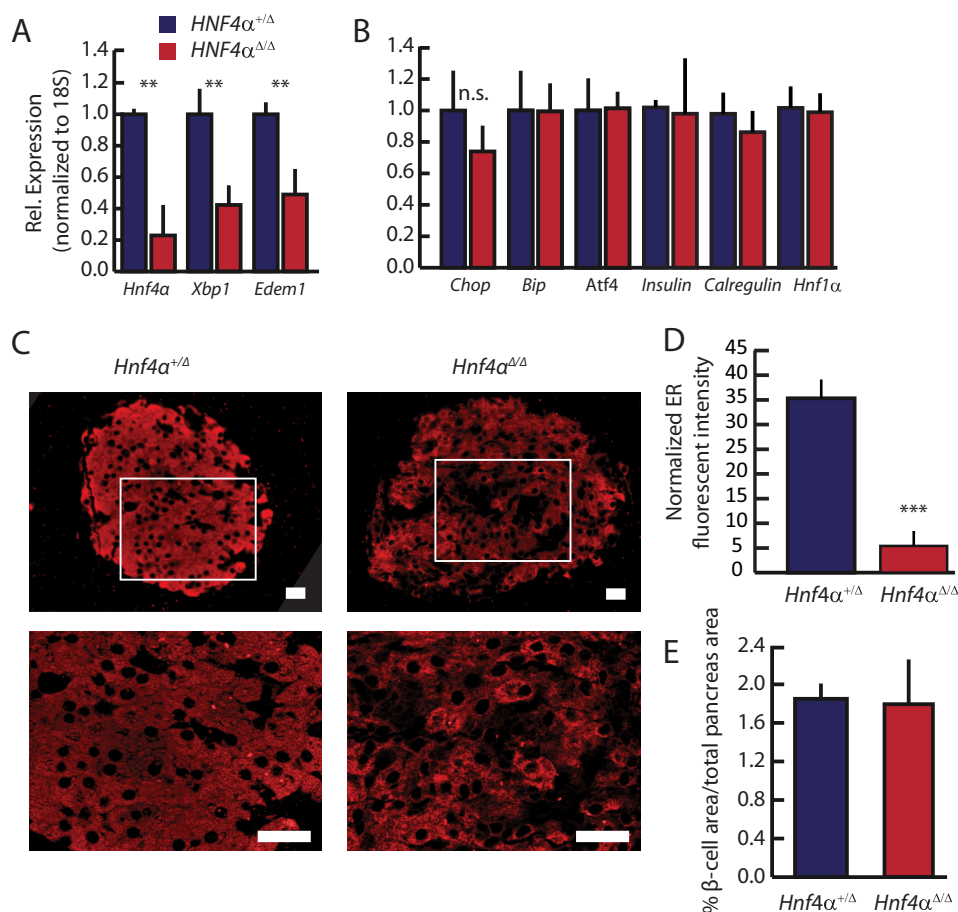 A
HNF4α+/Δ
HNF4αΔ/Δ
Rel. Expression
(normalized to 18S)
1.4
1.2
1.0
0.8
0.6
0.4
0.2
0.0
**
**
**
Hnf4α
Xbp1
Edem1
B
1.4
1.2
1.0
0.8
0.6
0.4
0.2
0.0
n.s.
Chop
Bip
Atf4
Insulin
Calregulin
Hnf1α
C
Hnf4α+/Δ
Hnf4αΔ/Δ
D
Normalized ER
fluorescent intensity
45
40
35
30
25
20
15
10
5
0
***
Hnf4α+/Δ
Hnf4αΔ/Δ
E
% β-cell area/total pancreas area
2.4
2.0
1.6
1.2
0.8
0.4
0.0
Hnf4α+/Δ
Hnf4αΔ/Δ